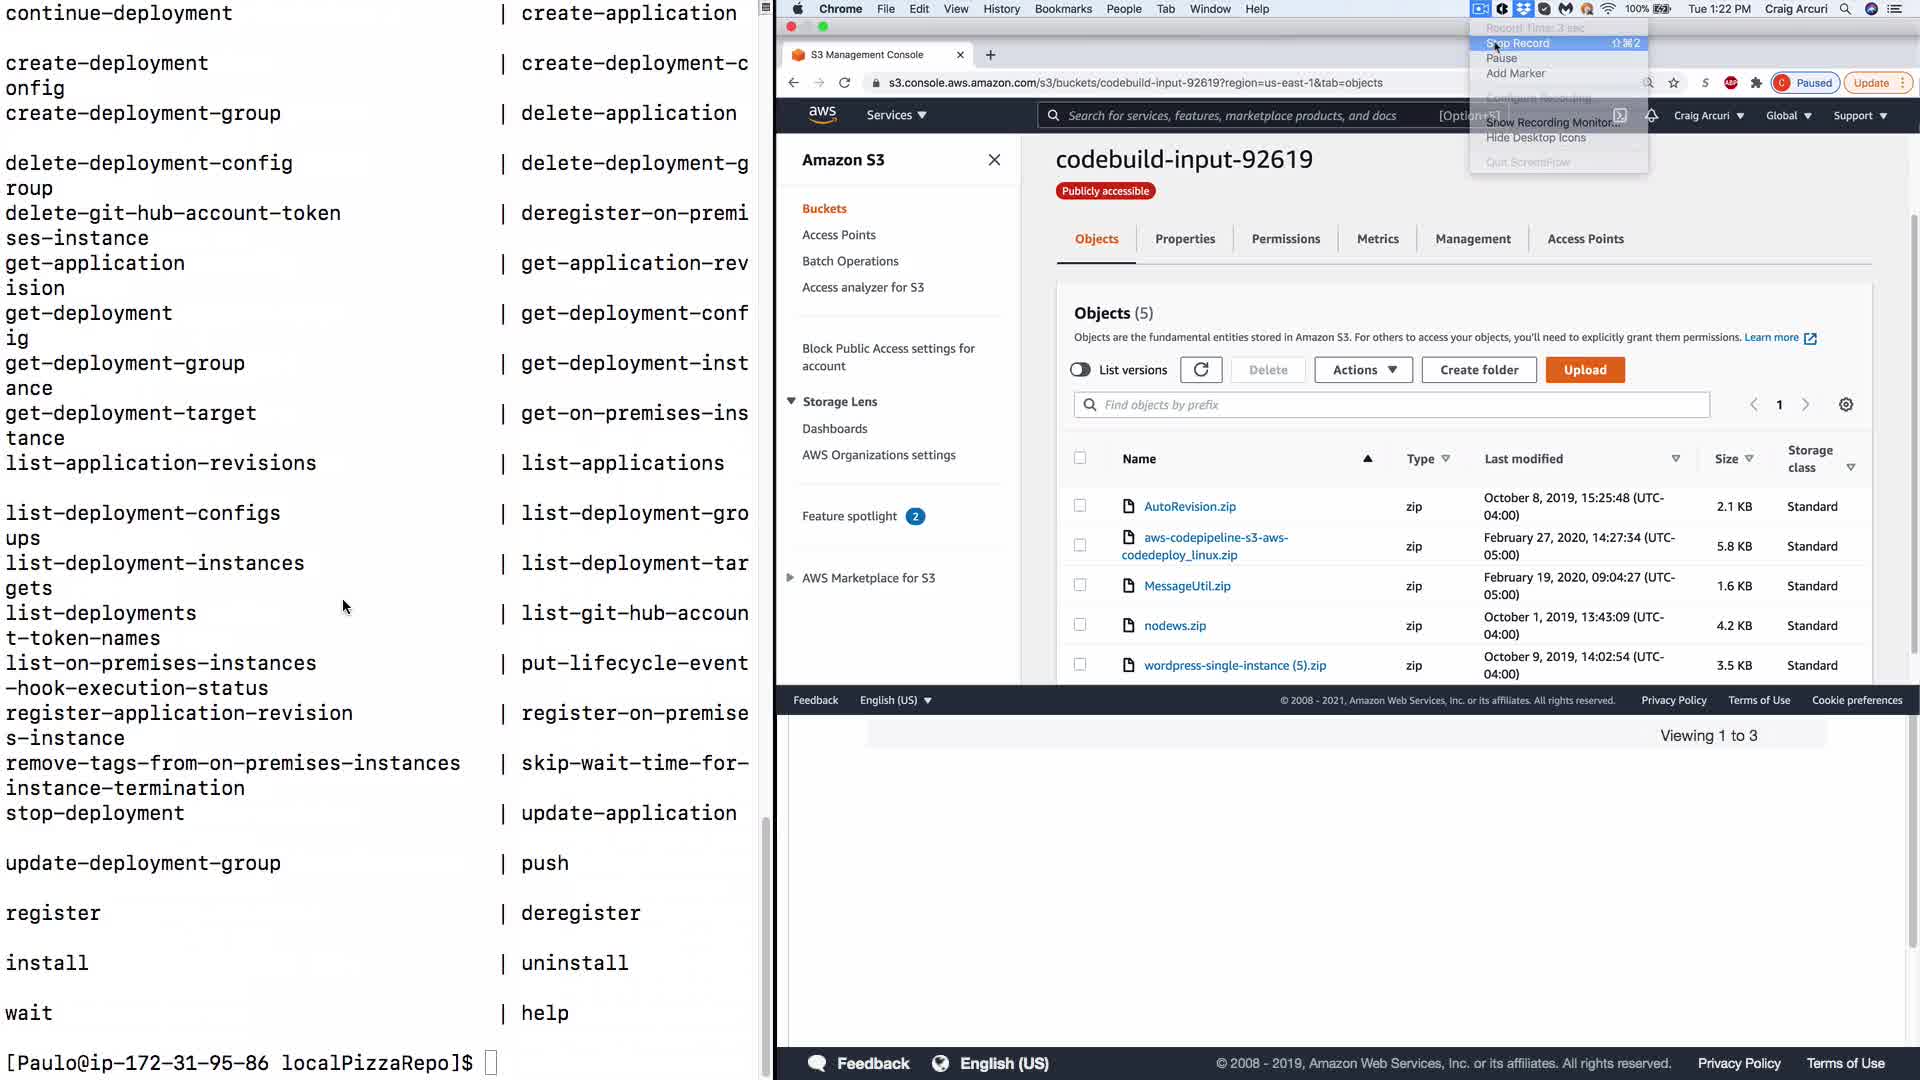 continue-deployment | create-application
create-deployment | create-deployment-c
onfig
create-deployment-group | delete-application
delete-deployment-config | delete-deployment-g
roup
delete-git-hub-account-token | deregister-on-premi
ses-instance
get-application | get-application-rev
ision
get-deployment | get-deployment-conf
ig
get-deployment-group | get-deployment-inst
ance
get-deployment-target | get-on-premises-ins
tance
list-application-revisions | list-applications
list-deployment-configs | list-deployment-gro
ups
list-deployment-instances | list-deployment-tar
gets
list-deployments | list-git-hub-accoun
t-token-names
list-on-premises-instances | put-lifecycle-event
-hook-execution-status
register-application-revision | register-on-premise
s-instance
remove-tags-from-on-premises-instances | skip-wait-time-for-
instance-termination
stop-deployment | update-application
update-deployment-group | push
register | deregister
install | uninstall
wait | help
[Paulo@ip-172-31-95-86 localPizzaRepo]$
Chrome File Edit View History Bookmarks People Tab Window Help 100% Tue 1:22 PM Craig Arcuri
Record Time: 3 sec
Stop Record ⇧⌘2
Pause
Add Marker
Configure Recording...
Show Recording Monitor...
Hide Desktop Icons
Quit ScreenFlow
S3 Management Console
s3.console.aws.amazon.com/s3/buckets/codebuild-input-92619?region=us-east-1&tab=objects
S ABP C Paused Update
aws Services Search for services, features, marketplace products, and docs Craig Arcuri Global Support
Amazon S3
Buckets
Access Points
Batch Operations
Access analyzer for S3
Block Public Access settings for
account
Storage Lens
Dashboards
AWS Organizations settings
Feature spotlight 2
AWS Marketplace for S3
codebuild-input-92619
Publicly accessible
Objects Properties Permissions Metrics Management Access Points
Objects (5)
Objects are the fundamental entities stored in Amazon S3. For others to access your objects, you'll need to explicitly grant them permissions. Learn more
List versions Delete Actions Create folder Upload
Find objects by prefix 1
Name Type Last modified Size Storage
class
AutoRevision.zip zip October 8, 2019, 15:25:48 (UTC-
04:00) 2.1 KB Standard
aws-codepipeline-s3-aws-
codedeploy_linux.zip zip February 27, 2020, 14:27:34 (UTC-
05:00) 5.8 KB Standard
MessageUtil.zip zip February 19, 2020, 09:04:27 (UTC-
05:00) 1.6 KB Standard
nodews.zip zip October 1, 2019, 13:43:09 (UTC-
04:00) 4.2 KB Standard
wordpress-single-instance (5).zip zip October 9, 2019, 14:02:54 (UTC-
04:00) 3.5 KB Standard
Feedback English (US) © 2008 - 2021, Amazon Web Services, Inc. or its affiliates. All rights reserved. Privacy Policy Terms of Use Cookie preferences
Viewing 1 to 3
Feedback English (US) © 2008 - 2019, Amazon Web Services, Inc. or its affiliates. All rights reserved. Privacy Policy Terms of Use